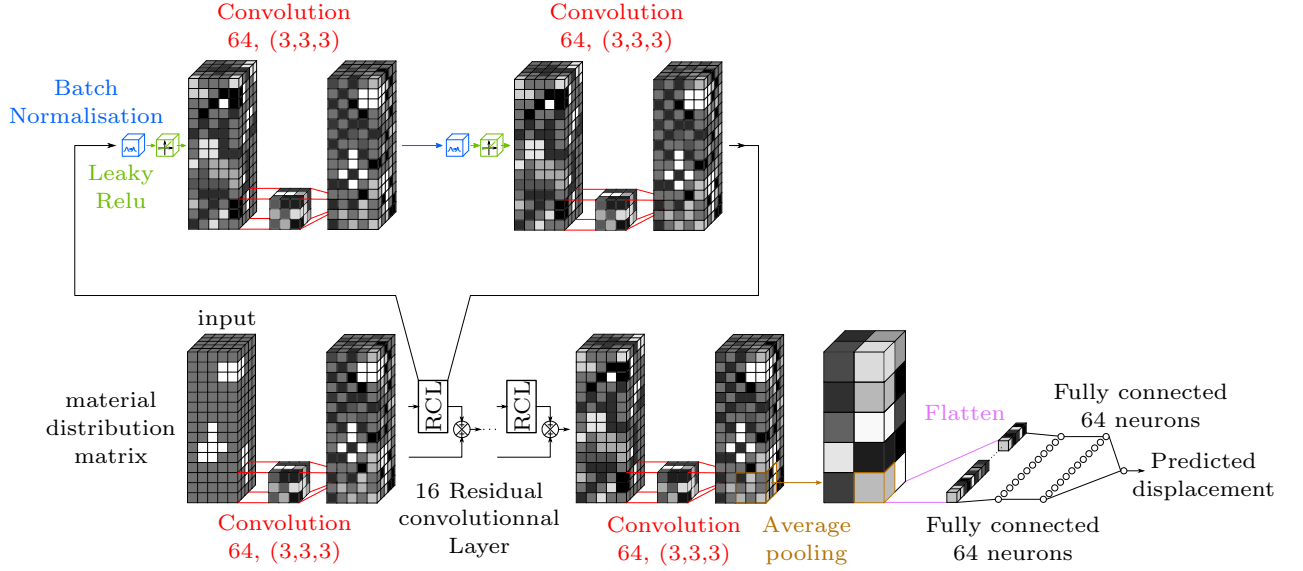 Convolution
64, (3,3,3)
Convolution
64, (3,3,3)
Batch
Normalisation
Leaky
Relu
input
material
distribution
matrix
Convolution
64, (3,3,3)
RCL
...
RCL
16 Residual
convolutionnal
Layer
Convolution
64, (3,3,3)
Average
pooling
Flatten
...
Fully connected
64 neurons
Fully connected
64 neurons
Predicted
displacement